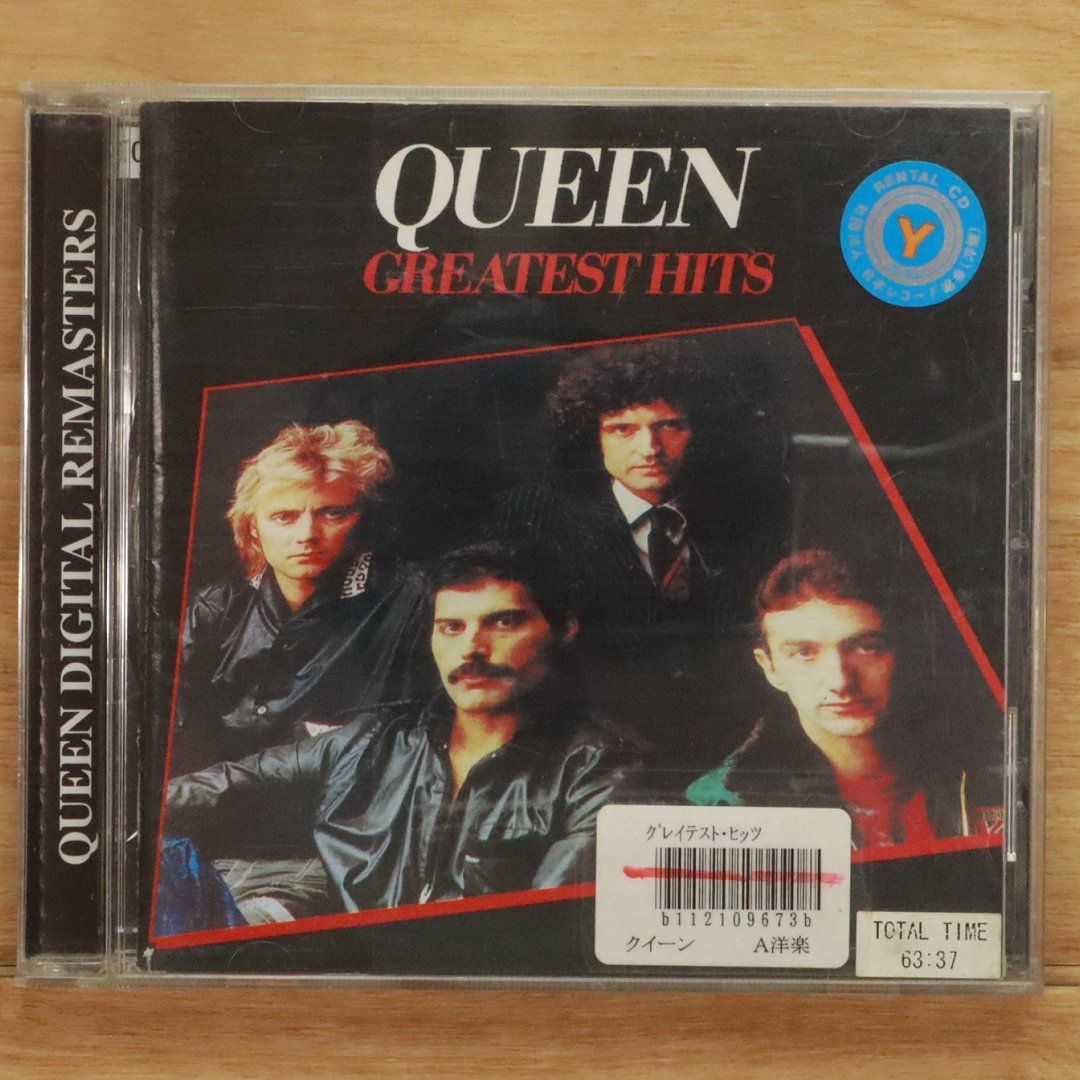 QUEEN
GREATEST HITS
QUEEN DIGITAL REMASTERS
RENTAL CD
Y
グレイテスト・ヒッツ
b112109673b
クイーン A洋楽
TOTAL TIME
63:37